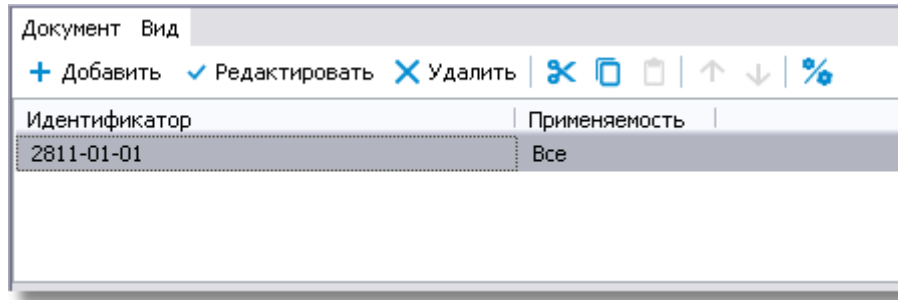 Документ Вид
Добавить Редактировать Удалить
Идентификатор Применяемость
2811-01-01 Все